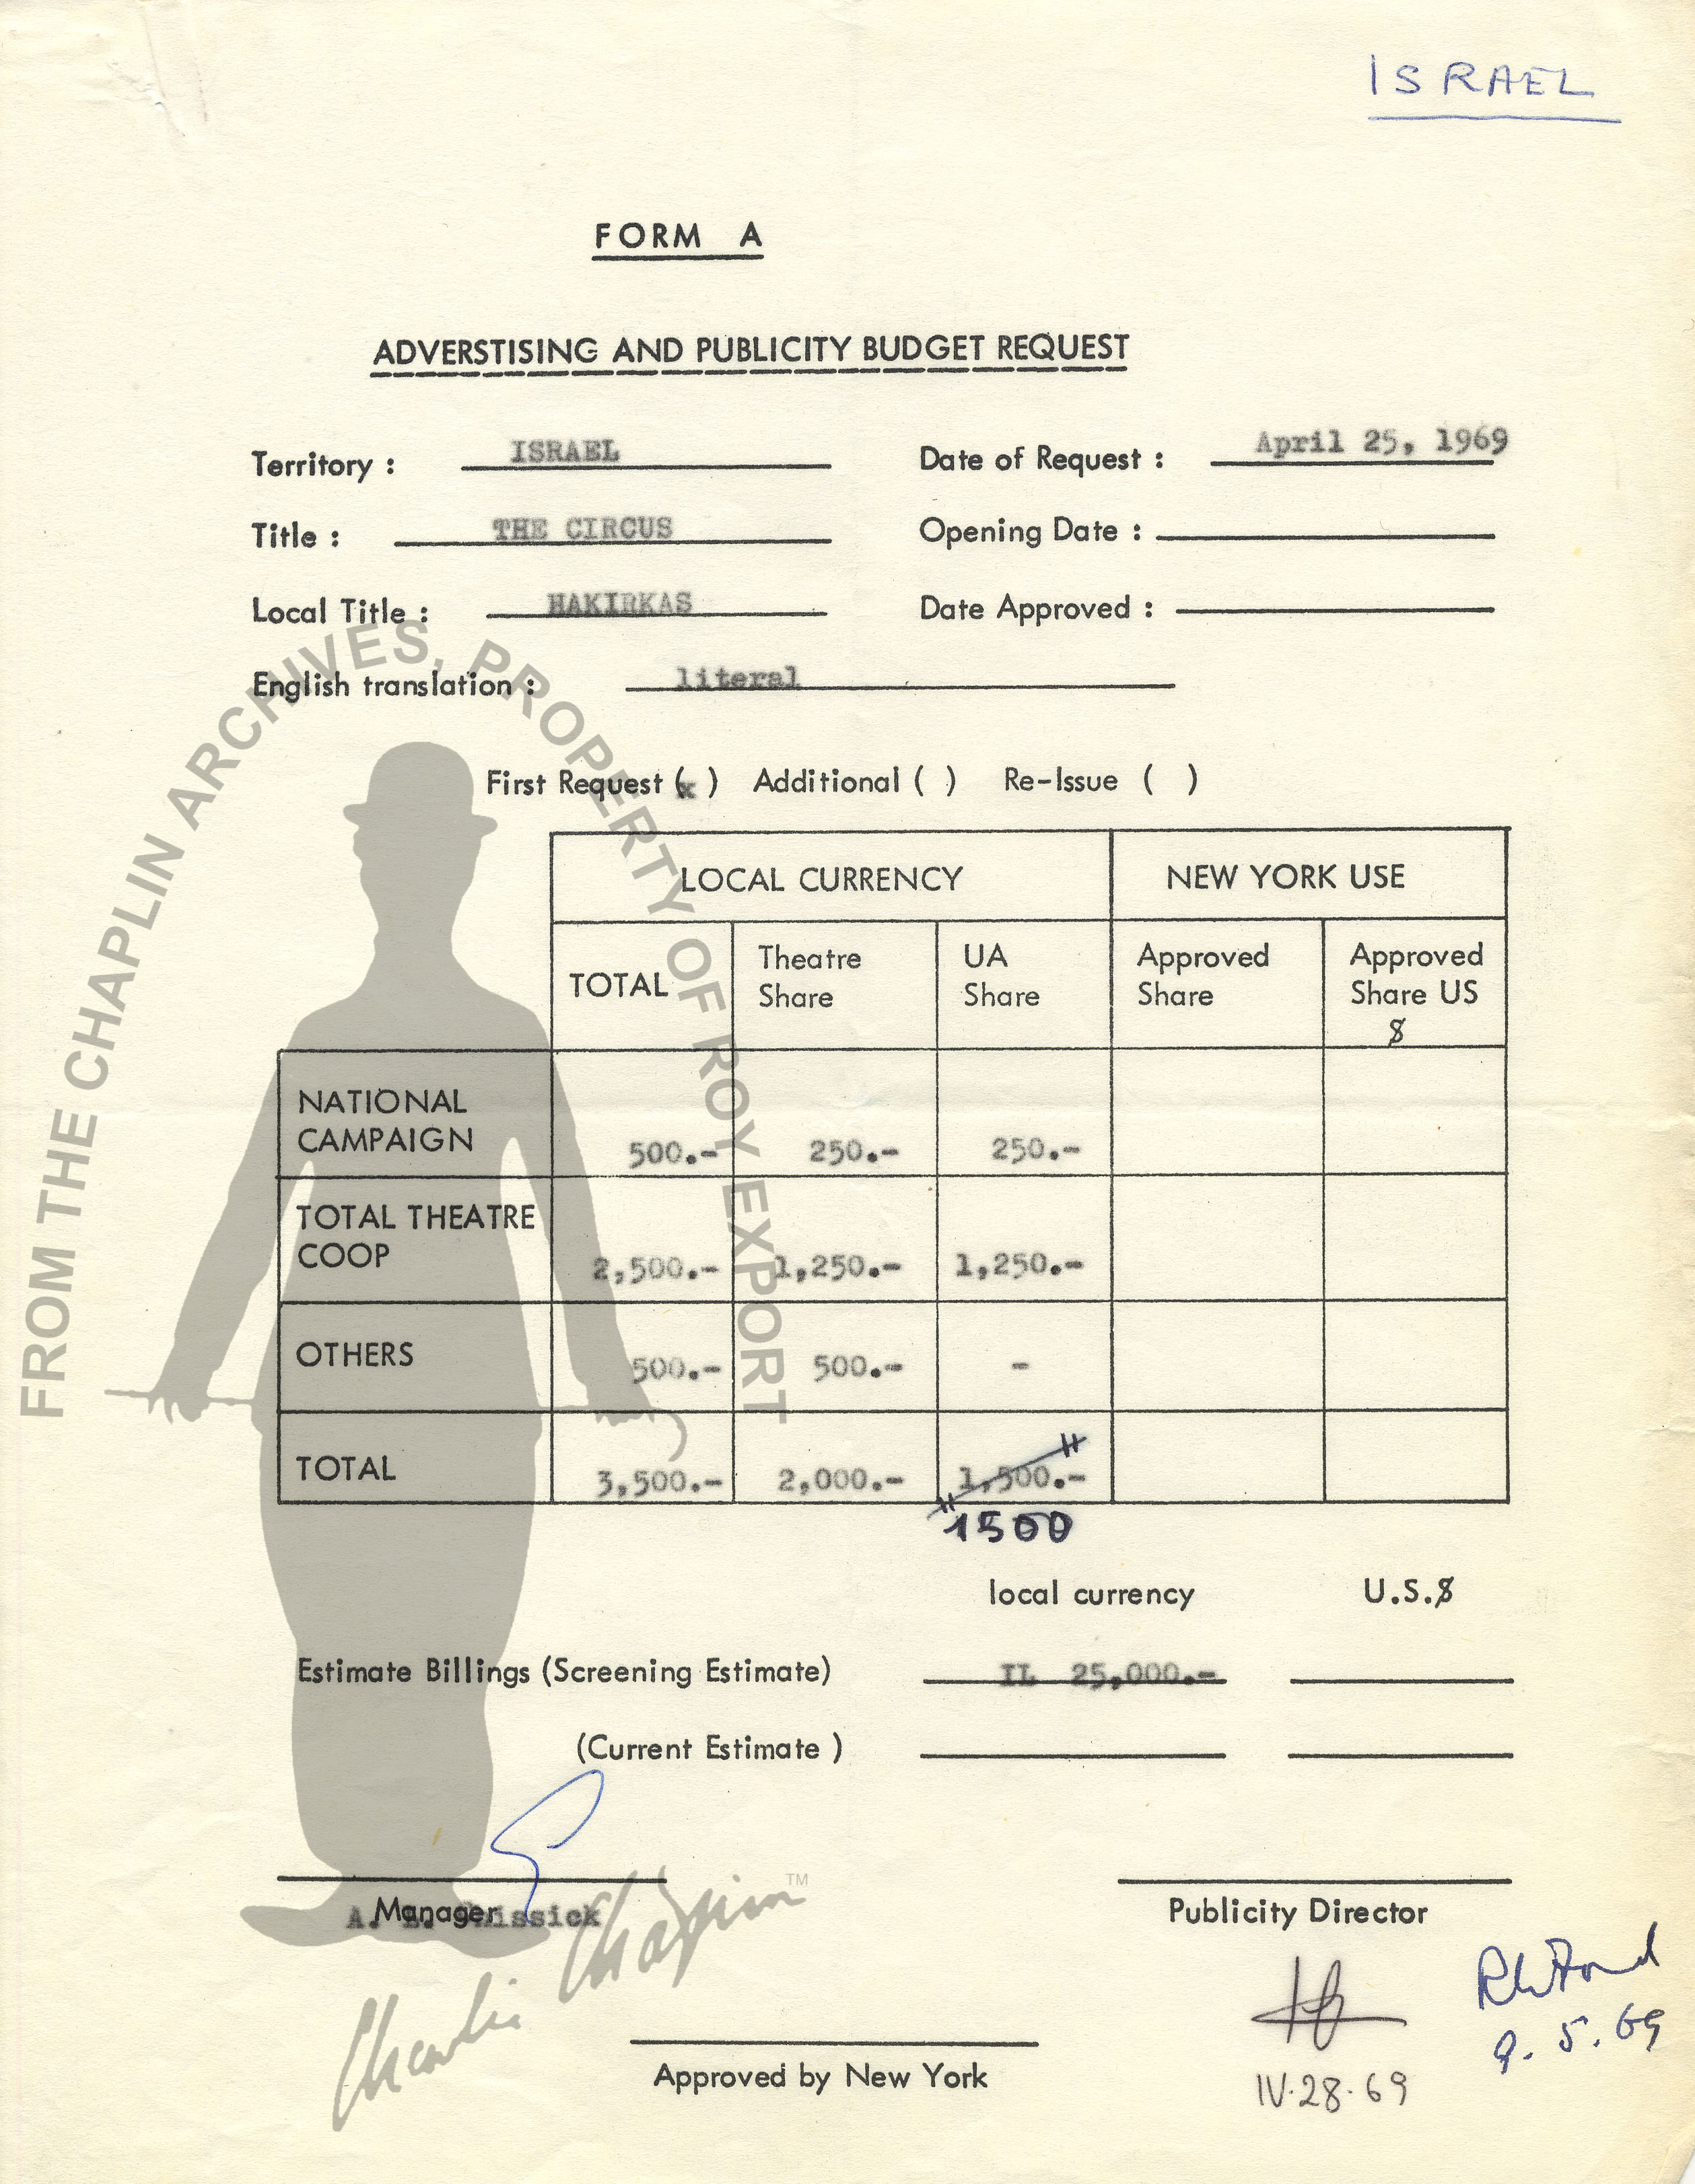 ISRAEL
FORM A
ADVERSTISING AND PUBLICITY BUDGET REQUEST
Territory : ISRAEL Date of Request : April 25, 1969
Title : THE CIRCUS Opening Date :
Local Title : HAKIRKAS Date Approved :
English translation : literal
First Request (x ) Additional ( ) Re-Issue ( )
LOCAL CURRENCY NEW YORK USE
TOTAL Theatre Share UA Share Approved Share Approved Share US $
NATIONAL CAMPAIGN 500.- 250.- 250.-
TOTAL THEATRE COOP 2,500.- 1,250.- 1,250.-
OTHERS 500.- 500.- -
TOTAL 3,500.- 2,000.- 1,500.-
1500
local currency U.S.$
Estimate Billings (Screening Estimate) IL 25,000.-
(Current Estimate )
Manager Publicity Director
A.
9.5.69
Approved by New York
IV.28.69
FROM THE CHAPLIN ARCHIVES, PROPERTY OF ROY EXPORT
Charlie Chaplin TM